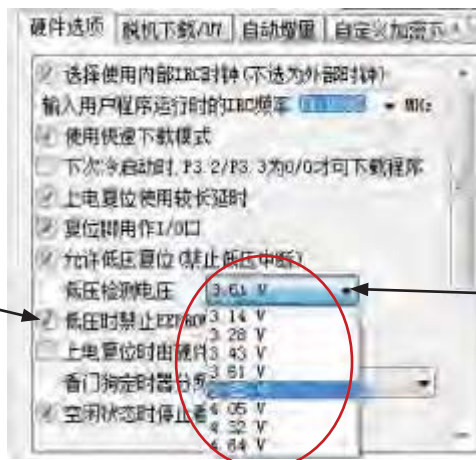 硬件选项 脱机下载/U7 自动增量 自定义加密下
选择使用内部IRC时钟(不选为外部时钟)
输入用户程序运行时的IRC频率 MHz
使用快速下载模式
下次冷启动时,P3.2/P3.3为0/0才可下载程序
上电复位使用较长延时
复位脚用作I/O口
允许低压复位(禁止低压中断)
低压检测电压 3.61 V
低压时禁止EEPROM 3.14 V
3.28 V
上电复位时由硬件 3.43 V
3.61 V
看门狗定时器分频
空闲状态时停止看 4.05 V
4.32 V
4.64 V